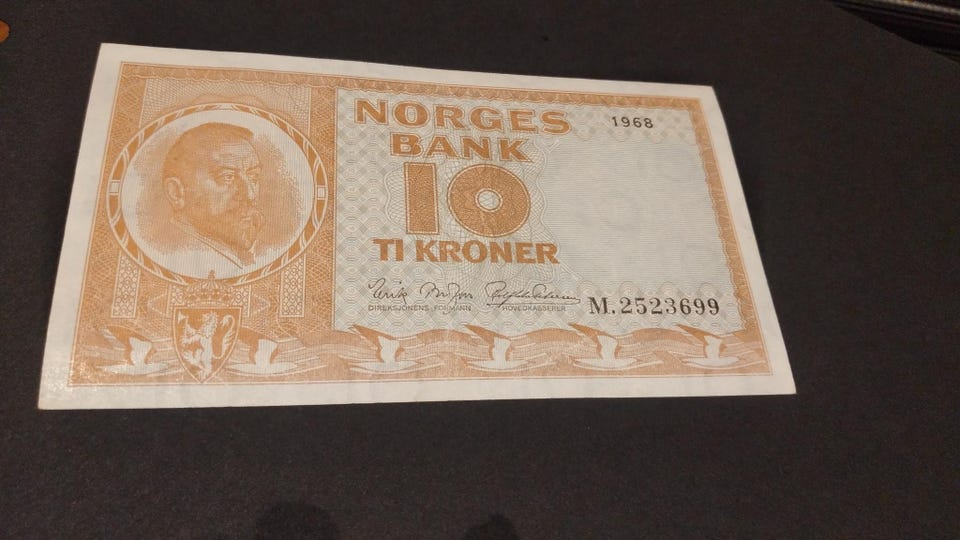 NORGES
BANK
1968
10
TI KRONER
DIREKSJONENS FORMANN
HOVEDKASSERER
M.2523699